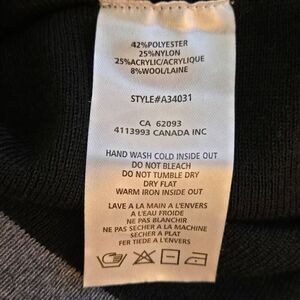 42%POLYESTER
25%NYLON
25%ACRYLIC/ACRYLIQUE
8%WOOL/LAINE
STYLE#A34031
CA 62093
4113993 CANADA INC
HAND WASH COLD INSIDE OUT
DO NOT BLEACH
DO NOT TUMBLE DRY
DRY FLAT
WARM IRON INSIDE OUT
LAVE A LA MAIN A L'ENVERS
A L'EAU FROIDE
NE PAS BLANCHIR
NE PAS SECHER A LA MACHINE
SECHER A PLAT
FER TIEDE A L'ENVERS